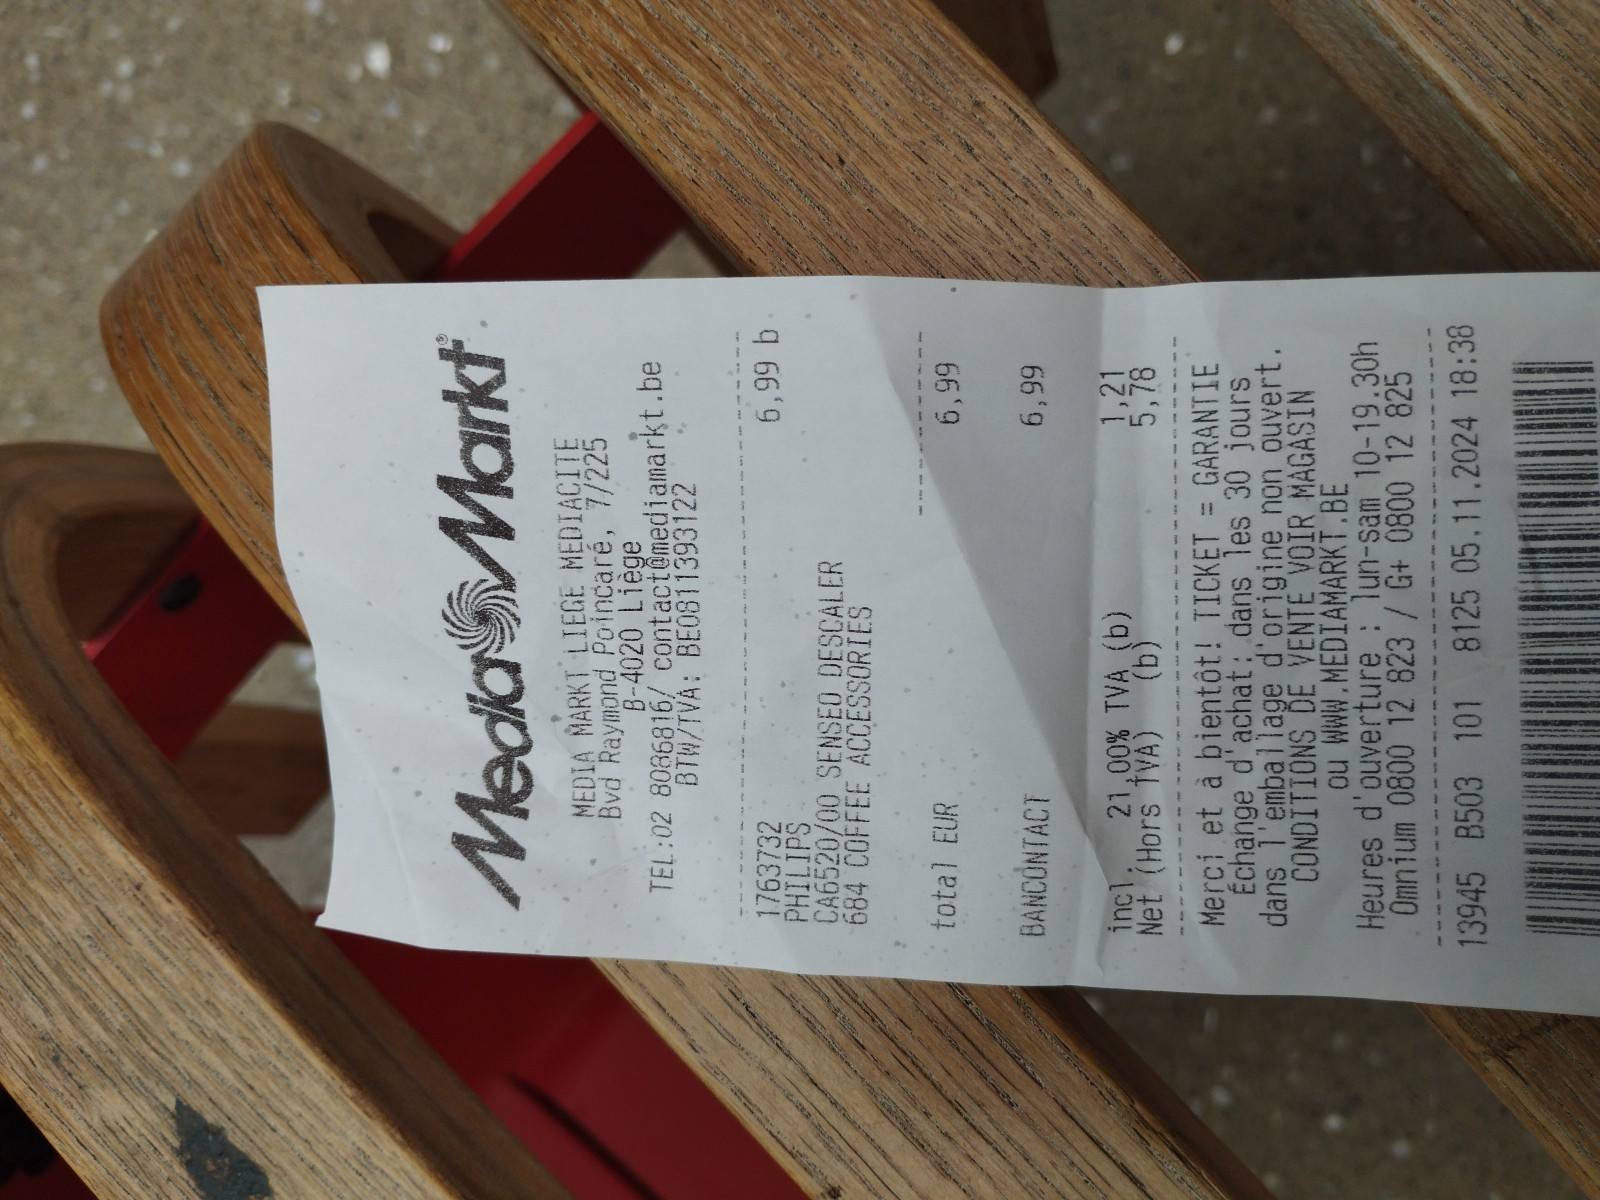 MediaMarkt®
MEDIA MARKT LIEGE MEDIACITE
Bvd Raymond Poincaré, 7/225
B-4020 Liège
TEL:02 8086816/ contact@mediamarkt.be
BTW/TVA: BE0811393122
1763732 6,99 b
PHILIPS
CA6520/00 SENSEO DESCALER
684 COFFEE ACCESSORIES
total EUR 6,99
BANCONTACT 6,99
incl. 21,00% TVA (b) 1,21
Net (Hors TVA) (b) 5,78
Merci et à bientôt! TICKET = GARANTIE
Échange d'achat: dans les 30 jours
dans l'emballage d'origine non ouvert.
CONDITIONS DE VENTE VOIR MAGASIN
ou WWW.MEDIAMARKT.BE
Heures d'ouverture : lun-sam 10-19.30h
Omnium 0800 12 823 / G+ 0800 12 825
13945 B503 101 8125 05.11.2024 18:38